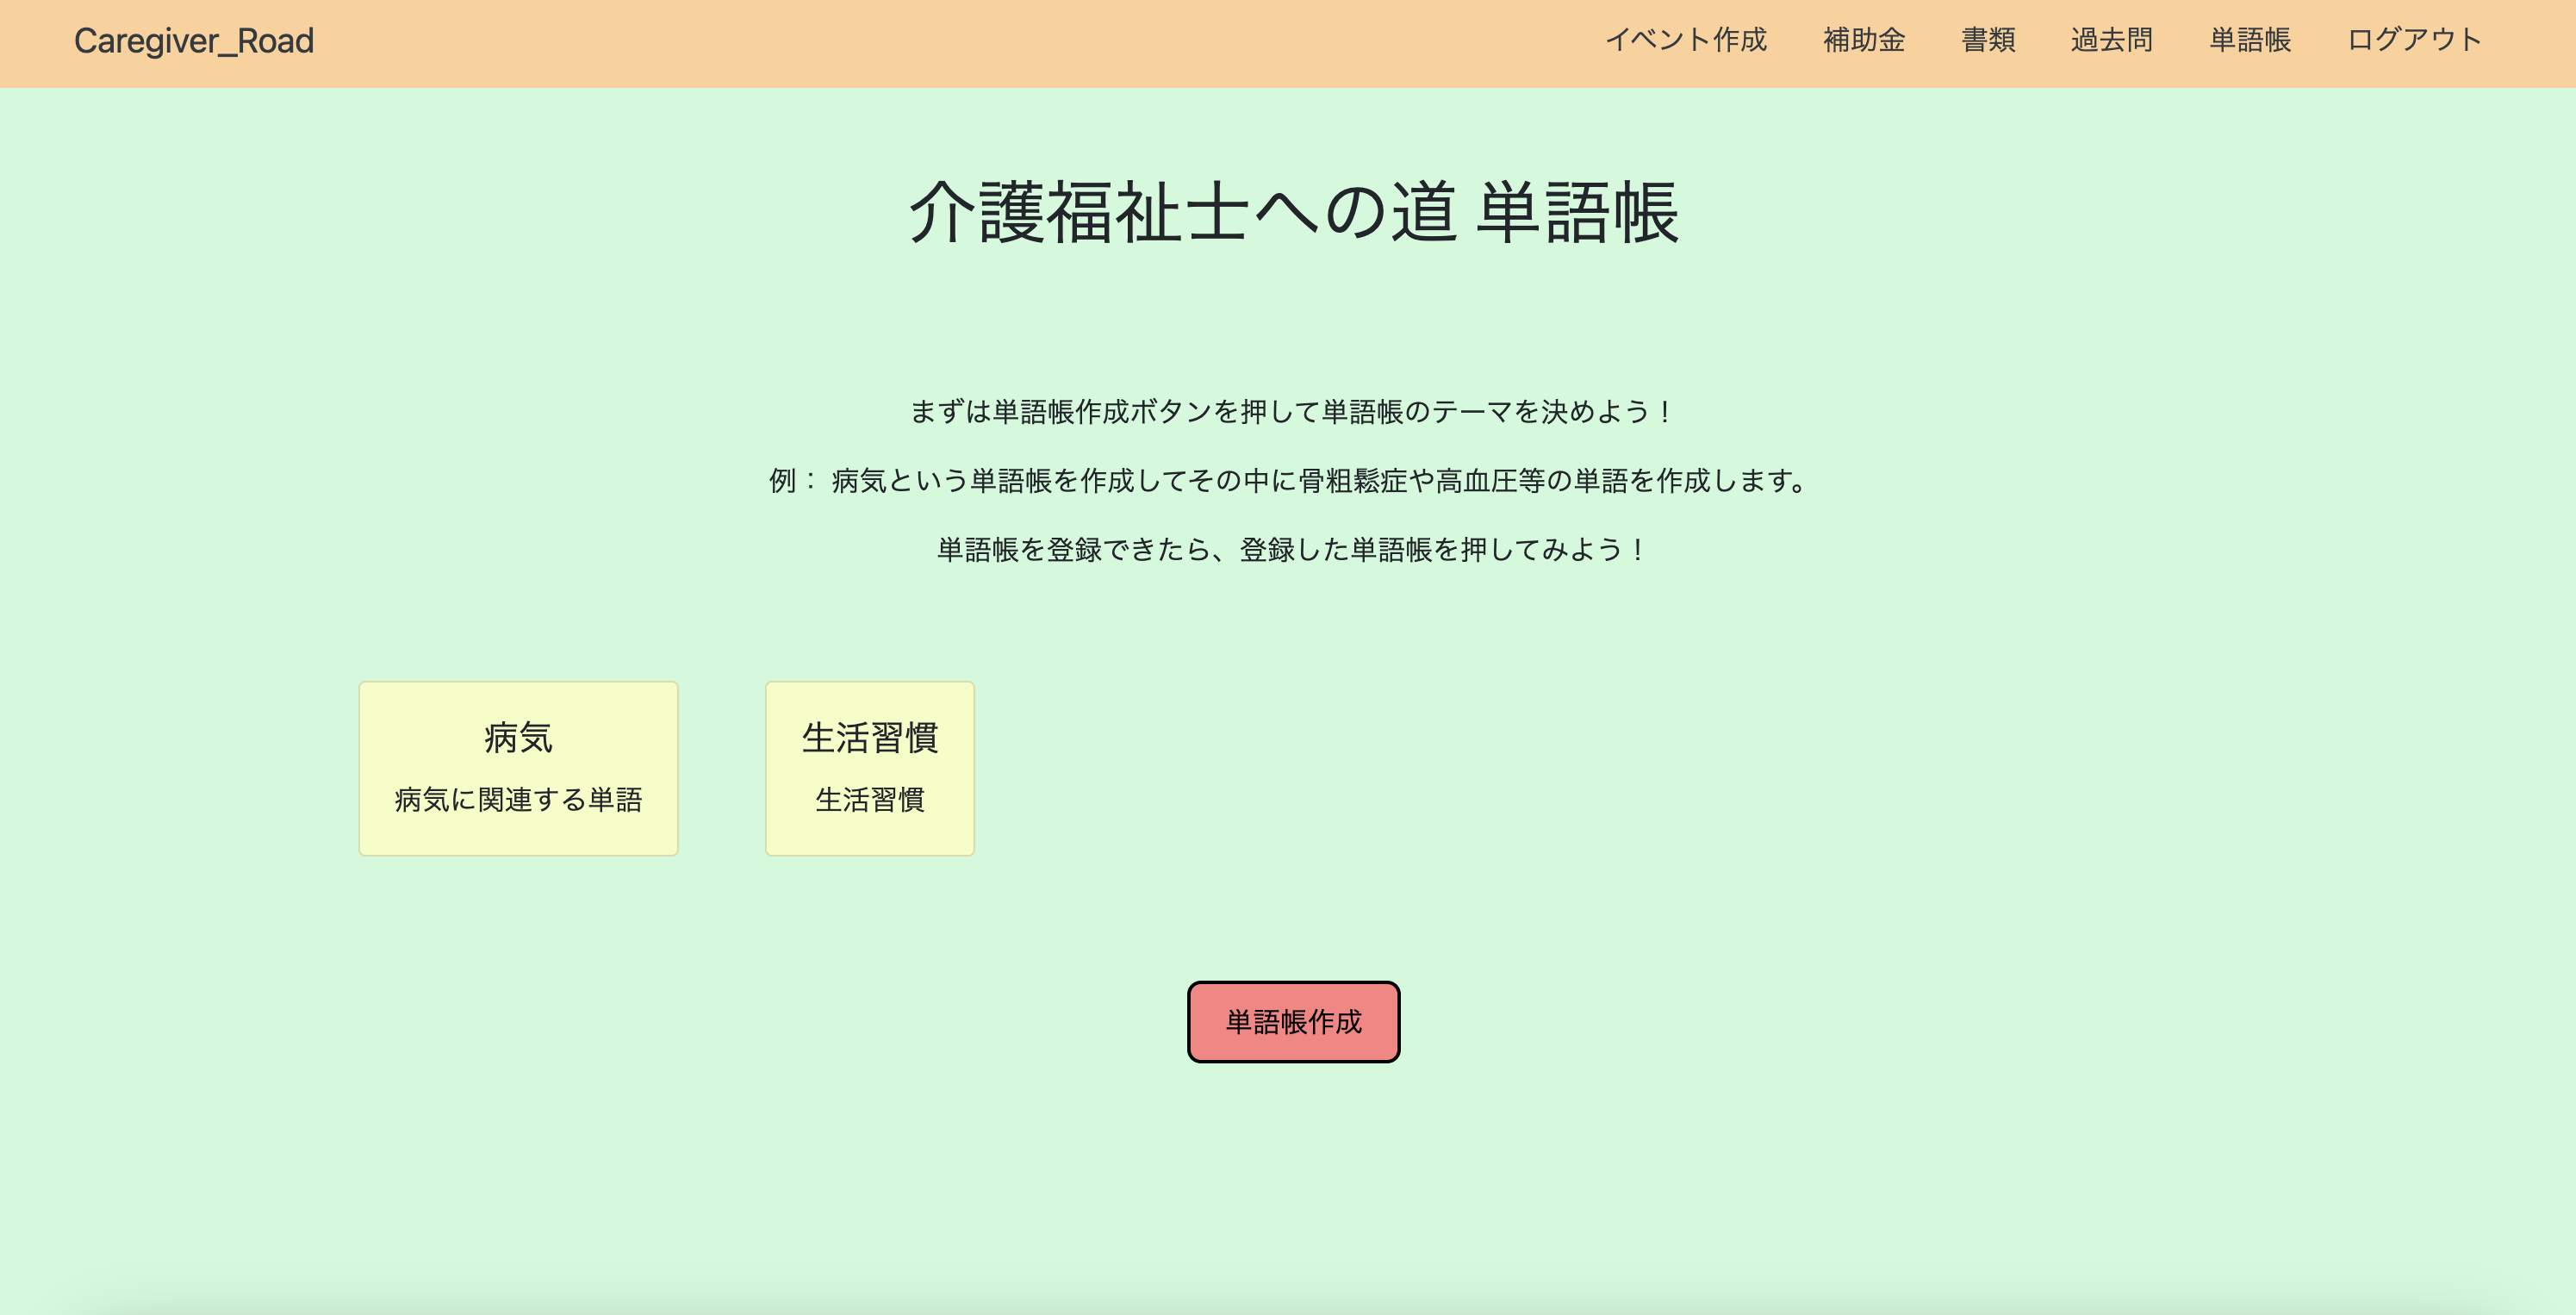 Caregiver_Road イベント作成 補助金 書類 過去問 単語帳 ログアウト
介護福祉士への道 単語帳
まずは単語帳作成ボタンを押して単語帳のテーマを決めよう！
例： 病気という単語帳を作成してその中に骨粗鬆症や高血圧等の単語を作成します。
単語帳を登録できたら、登録した単語帳を押してみよう！
病気
病気に関連する単語
生活習慣
生活習慣
単語帳作成